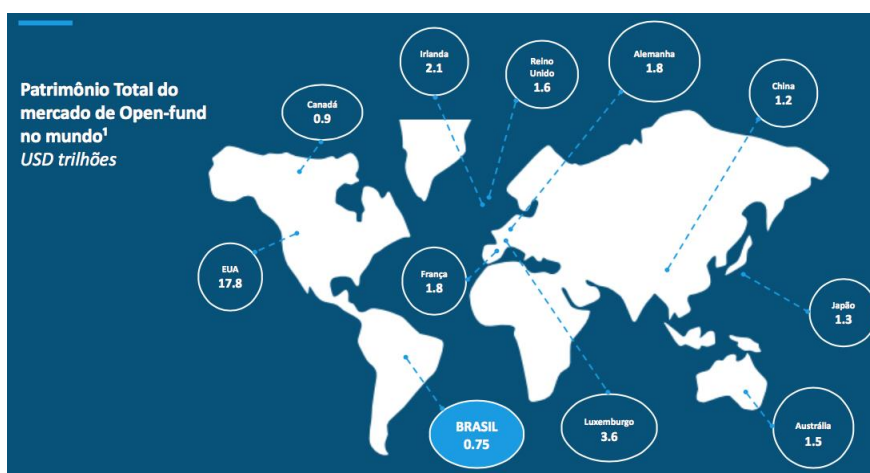 Patrimônio Total do
mercado de Open-fund
no mundo¹
USD trilhões
Canadá
0.9
Irlanda
2.1
Reino
Unido
1.6
Alemanha
1.8
China
1.2
EUA
17.8
França
1.8
Japão
1.3
BRASIL
0.75
Luxemburgo
3.6
Austrália
1.5